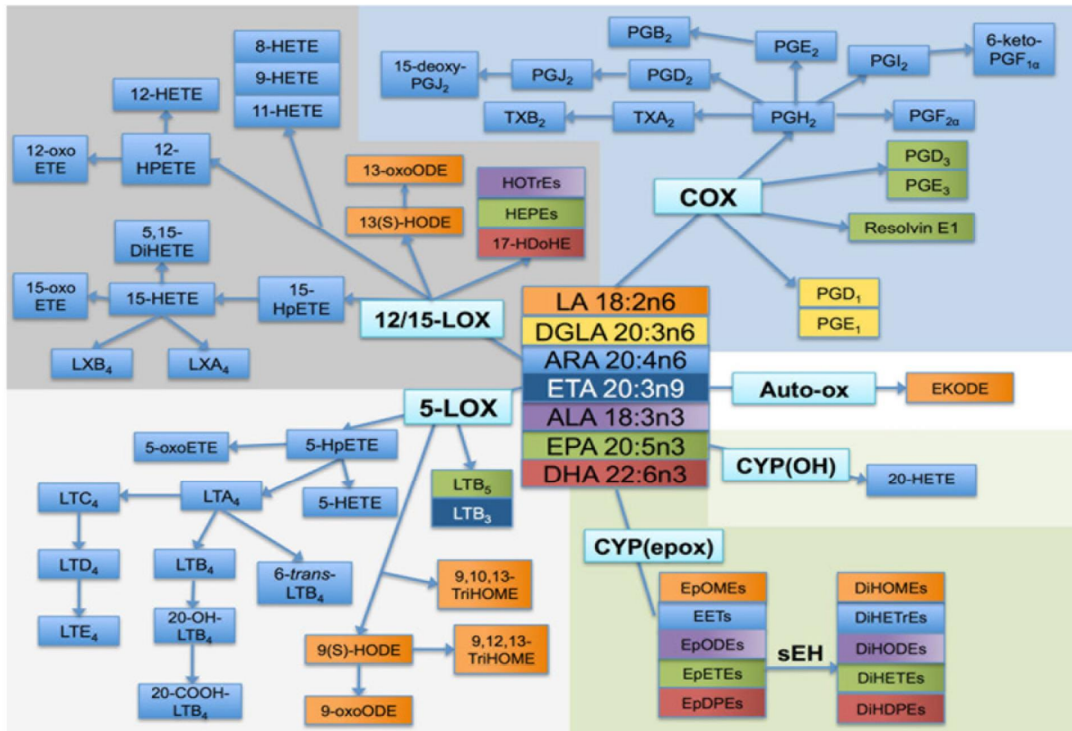 8-HETE
9-HETE
11-HETE
12-HETE
12-oxo
ETE
12-
HPETE
13-oxoODE
13(S)-HODE
HOTrEs
HEPEs
17-HDoHE
5,15-
DiHETE
15-oxo
ETE
15-HETE
15-
HpETE
12/15-LOX
LXB4
LXA4
PGB2
PGE2
6-keto-
PGF1α
15-deoxy-
PGJ2
PGJ2
PGD2
PGI2
TXB2
TXA2
PGH2
PGF2α
COX
PGD3
PGE3
Resolvin E1
PGD1
PGE1
LA 18:2n6
DGLA 20:3n6
ARA 20:4n6
ETA 20:3n9
ALA 18:3n3
EPA 20:5n3
DHA 22:6n3
Auto-ox
EKODE
CYP(OH)
20-HETE
5-LOX
5-oxoETE
5-HpETE
LTC4
LTA4
5-HETE
LTB5
LTB3
LTD4
LTB4
6-trans-
LTB4
LTE4
20-OH-
LTB4
20-COOH-
LTB4
9,10,13-
TriHOME
9(S)-HODE
9,12,13-
TriHOME
9-oxoODE
CYP(epox)
EpOMEs
EETs
EpODEs
EpETEs
EpDPEs
sEH
DiHOMEs
DiHETrEs
DiHODEs
DiHETEs
DiHDPEs